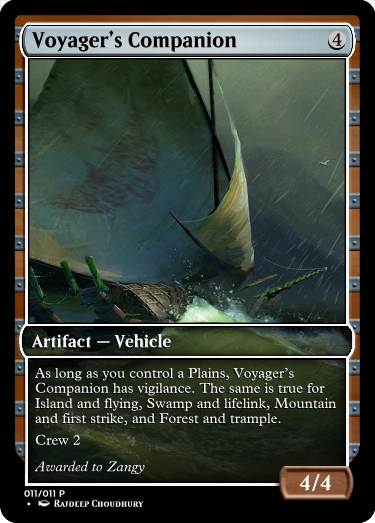 Voyager's Companion 4
Artifact — Vehicle
As long as you control a Plains, Voyager's
Companion has vigilance. The same is true for
Island and flying, Swamp and lifelink, Mountain
and first strike, and Forest and trample.
Crew 2
Awarded to Zangy
4/4
011/011 P
• Rajdeep Choudhury